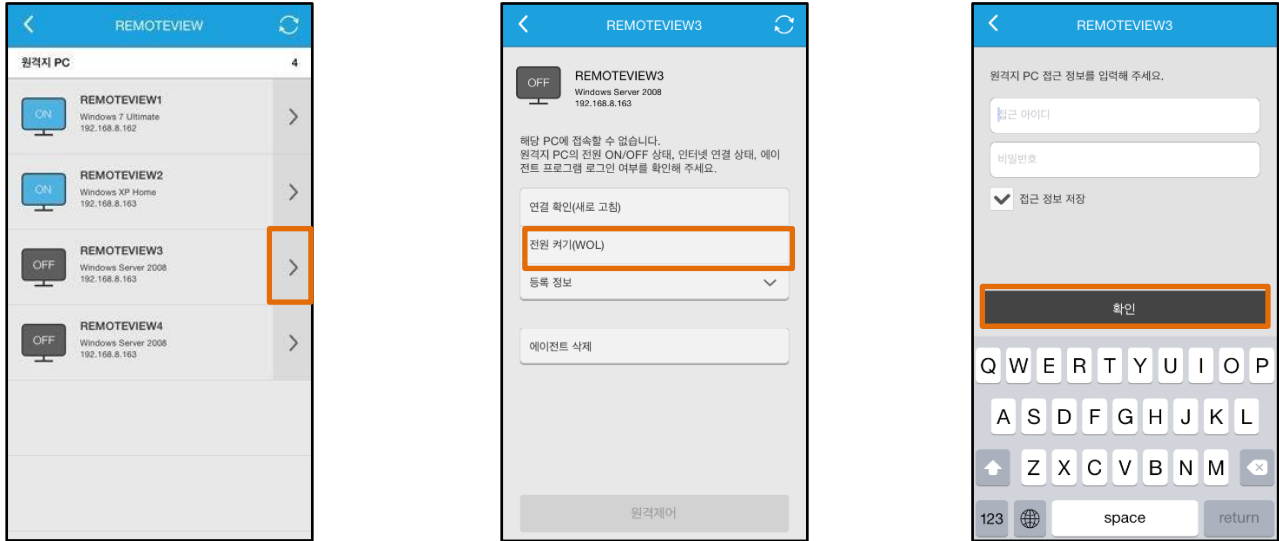 REMOTEVIEW
원격지 PC 4
ON
REMOTEVIEW1
Windows 7 Ultimate
192.168.8.162
ON
REMOTEVIEW2
Windows XP Home
192.168.8.163
OFF
REMOTEVIEW3
Windows Server 2008
192.168.8.163
OFF
REMOTEVIEW4
Windows Server 2008
192.168.8.163
REMOTEVIEW3
OFF
REMOTEVIEW3
Windows Server 2008
192.168.8.163
해당 PC에 접속할 수 없습니다.
원격지 PC의 전원 ON/OFF 상태, 인터넷 연결 상태, 에이
전트 프로그램 로그인 여부를 확인해 주세요.
연결 확인(새로 고침)
전원 켜기(WOL)
등록 정보
에이전트 삭제
원격제어
REMOTEVIEW3
원격지 PC 접근 정보를 입력해 주세요.
접근 아이디
비밀번호
접근 정보 저장
확인
Q W E R T Y U I O P
A S D F G H J K L
Z X C V B N M
123 space return